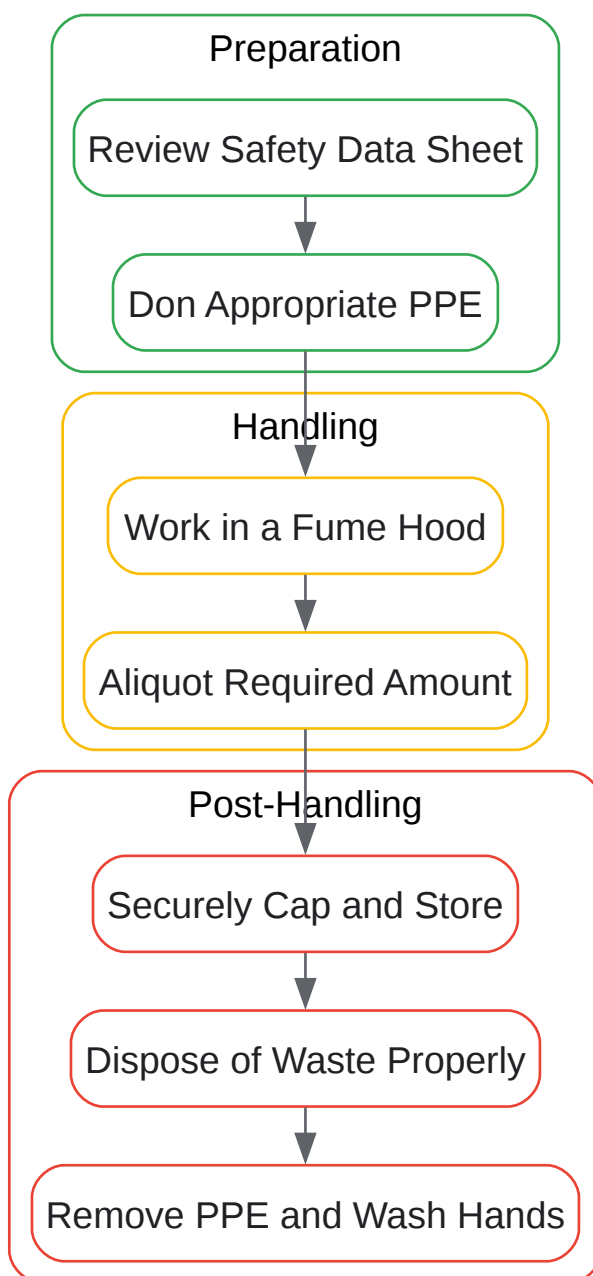 Preparation
Review Safety Data Sheet
Don Appropriate PPE
Handling
Work in a Fume Hood
Aliquot Required Amount
Post-Handling
Securely Cap and Store
Dispose of Waste Properly
Remove PPE and Wash Hands